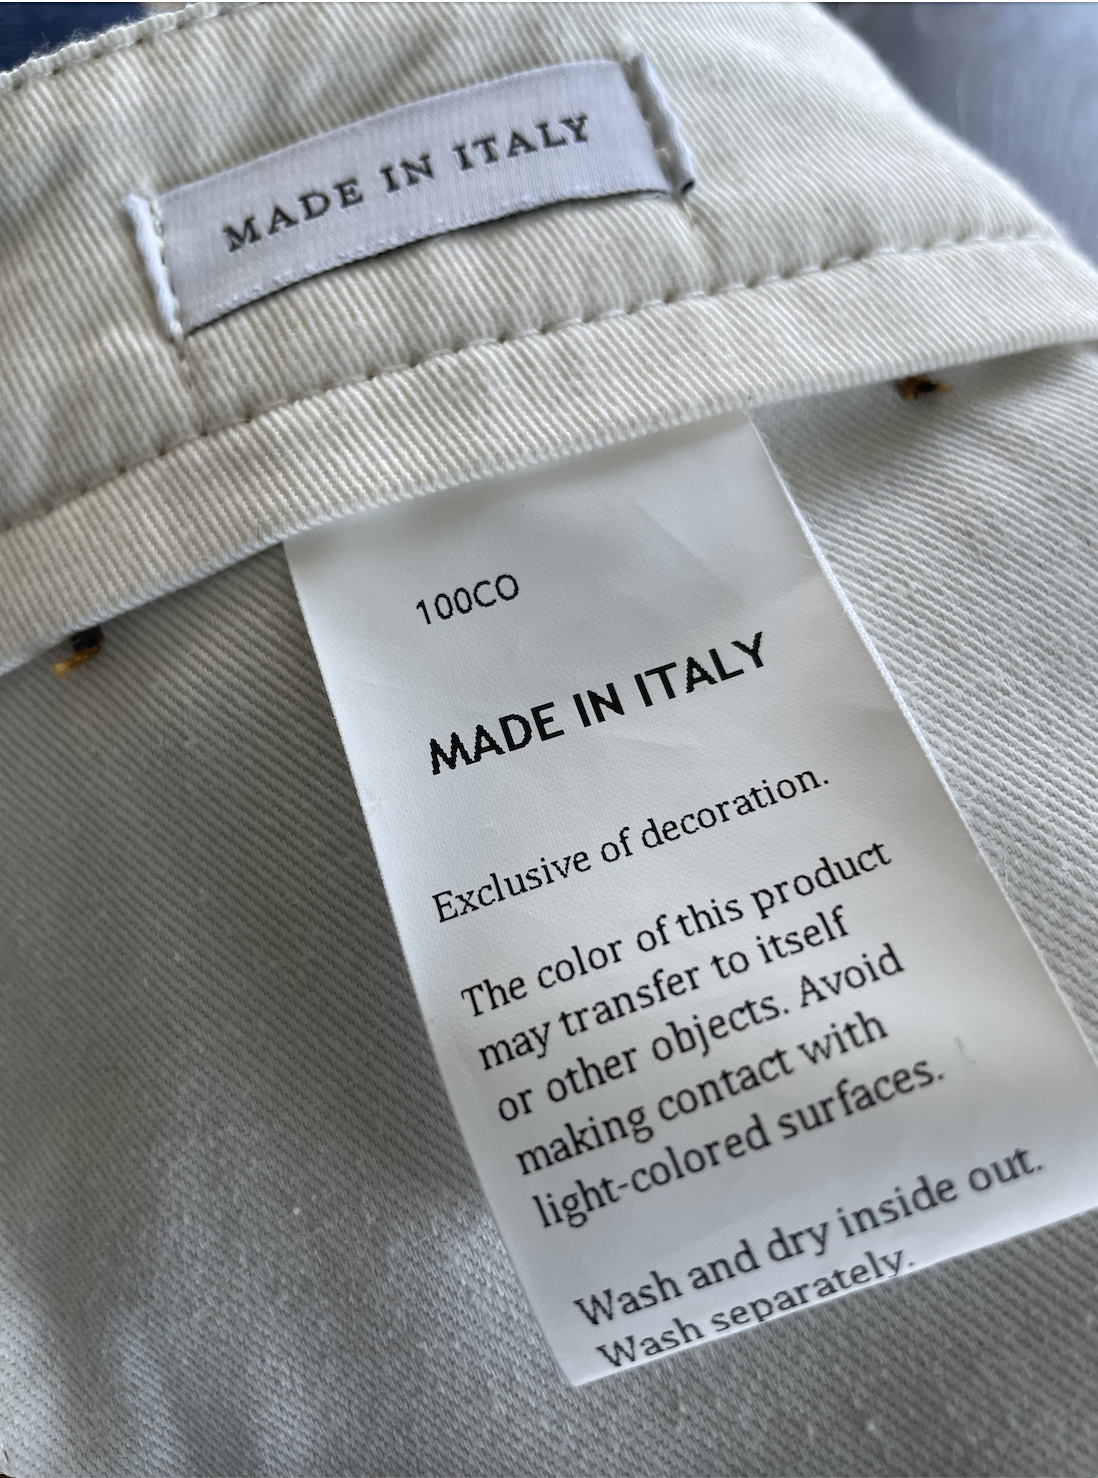 MADE IN ITALY
100CO
MADE IN ITALY
Exclusive of decoration.
The color of this product
may transfer to itself
or other objects. Avoid
making contact with
light-colored surfaces.
Wash and dry inside out.
Wash separately.